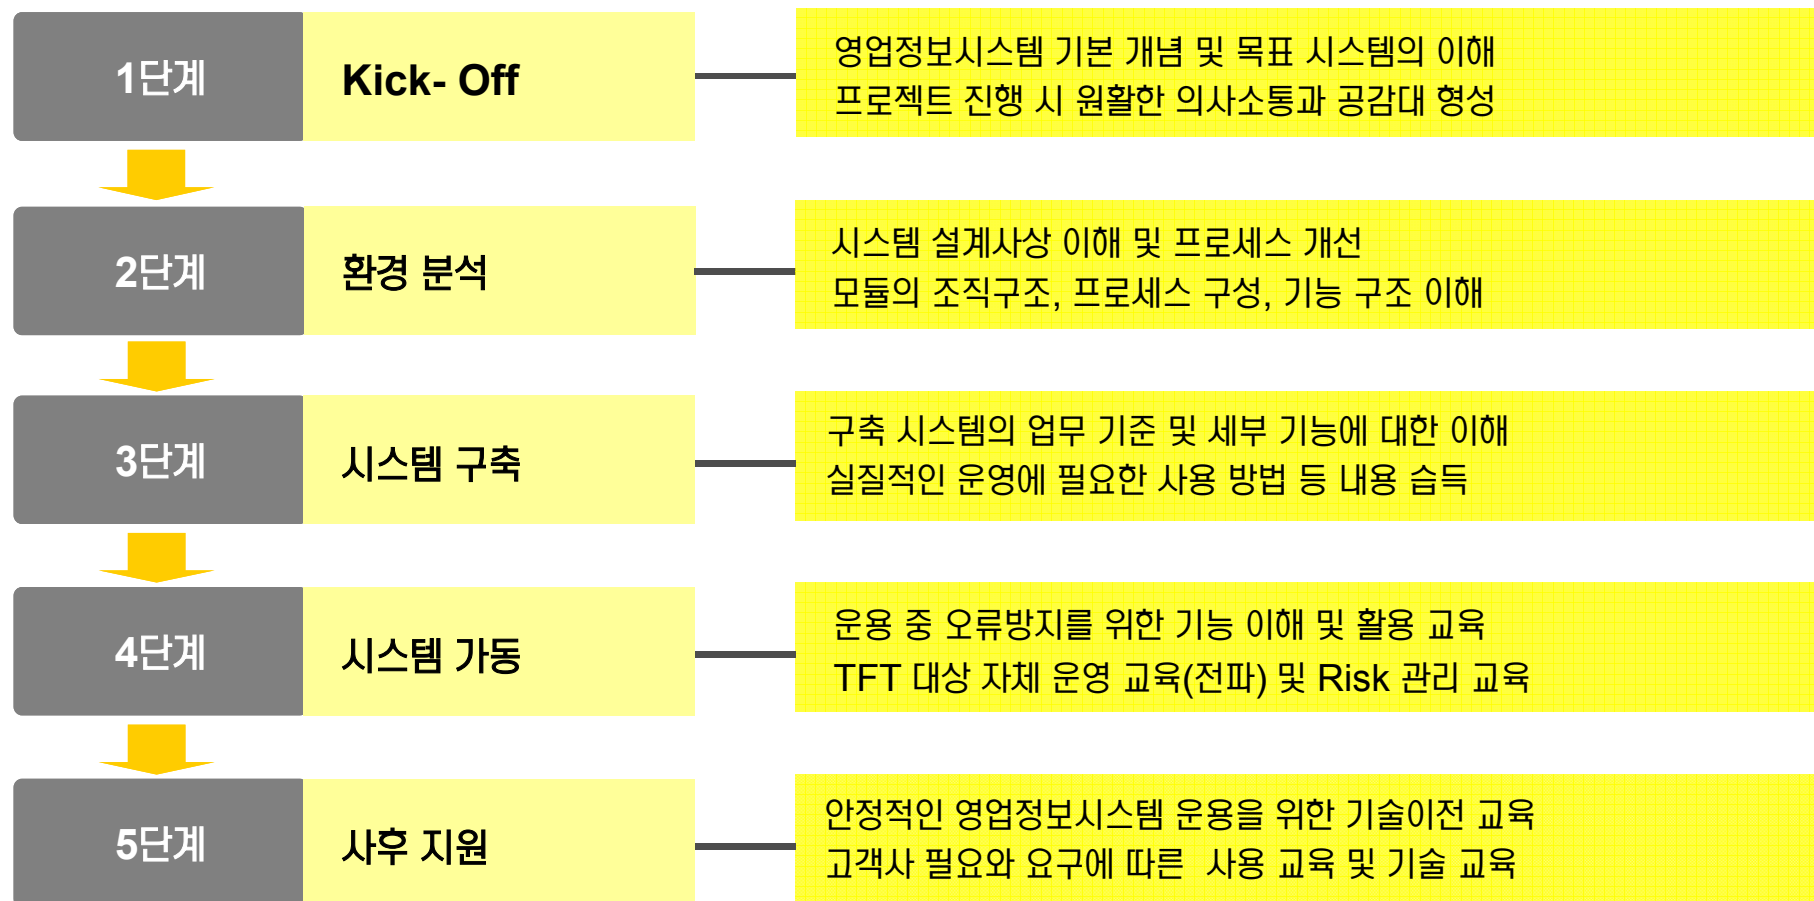 1단계
Kick- Off
영업정보시스템 기본 개념 및 목표 시스템의 이해
프로젝트 진행 시 원활한 의사소통과 공감대 형성
2단계
환경 분석
시스템 설계사상 이해 및 프로세스 개선
모듈의 조직구조, 프로세스 구성, 기능 구조 이해
3단계
시스템 구축
구축 시스템의 업무 기준 및 세부 기능에 대한 이해
실질적인 운영에 필요한 사용 방법 등 내용 습득
4단계
시스템 가동
운용 중 오류방지를 위한 기능 이해 및 활용 교육
TFT 대상 자체 운영 교육(전파) 및 Risk 관리 교육
5단계
사후 지원
안정적인 영업정보시스템 운용을 위한 기술이전 교육
고객사 필요와 요구에 따른  사용 교육 및 기술 교육